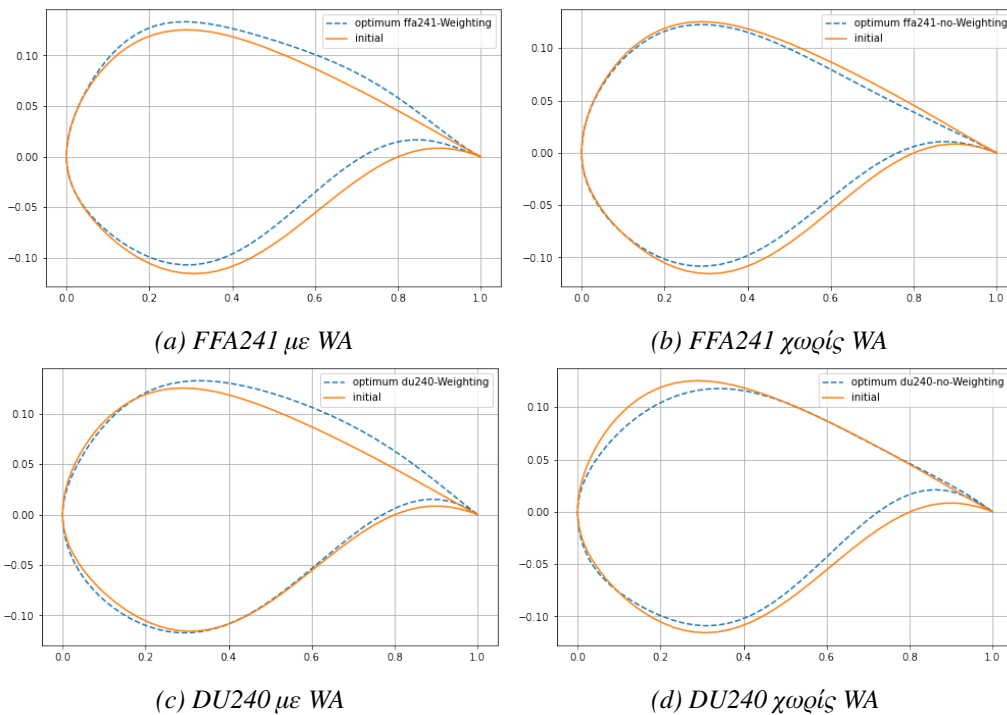 optimum ffa241-Weighting
initial
0.10
0.05
0.00
−0.05
−0.10
0.0 0.2 0.4 0.6 0.8 1.0
(a) FFA241 με WA
optimum ffa241-no-Weighting
initial
0.10
0.05
0.00
−0.05
−0.10
0.0 0.2 0.4 0.6 0.8 1.0
(b) FFA241 χωρίς WA
optimum du240-Weighting
initial
0.10
0.05
0.00
−0.05
−0.10
0.0 0.2 0.4 0.6 0.8 1.0
(c) DU240 με WA
optimum du240-no-Weighting
initial
0.10
0.05
0.00
−0.05
−0.10
0.0 0.2 0.4 0.6 0.8 1.0
(d) DU240 χωρίς WA